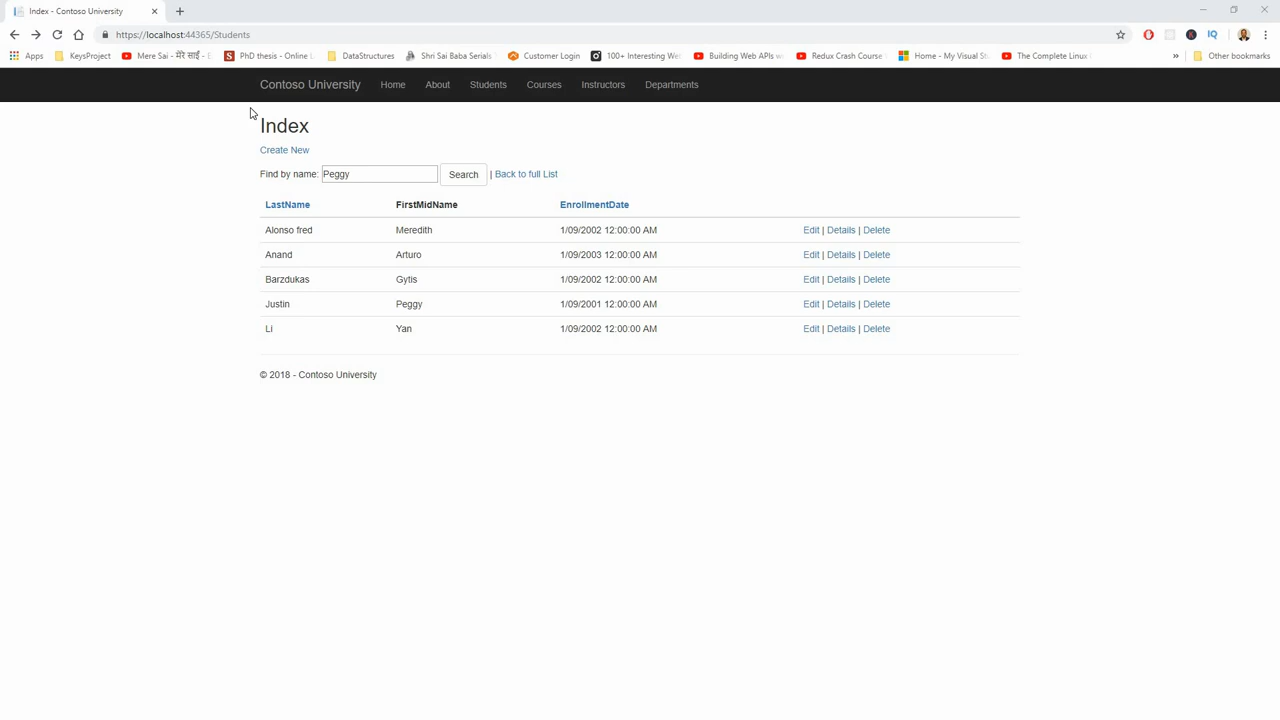 Index - Contoso University
https://localhost:44365/Students
Apps KeysProject Mere Sai - मेरे साईं - E PhD thesis - Online L DataStructures Shri Sai Baba Serials Customer Login 100+ Interesting We Building Web APIs w Redux Crash Course Home - My Visual St The Complete Linux » Other bookmarks
Contoso University Home About Students Courses Instructors Departments
Index
Create New
Find by name: Peggy Search | Back to full List
LastName FirstMidName EnrollmentDate
Alonso fred Meredith 1/09/2002 12:00:00 AM Edit | Details | Delete
Anand Arturo 1/09/2003 12:00:00 AM Edit | Details | Delete
Barzdukas Gytis 1/09/2002 12:00:00 AM Edit | Details | Delete
Justin Peggy 1/09/2001 12:00:00 AM Edit | Details | Delete
Li Yan 1/09/2002 12:00:00 AM Edit | Details | Delete
© 2018 - Contoso University